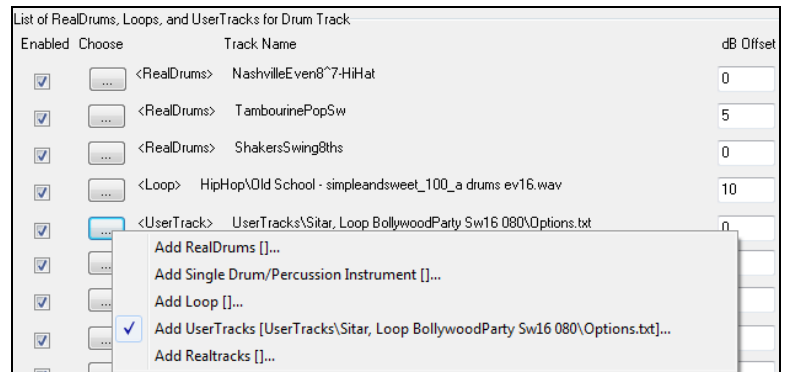 List of RealDrums, Loops, and UserTracks for Drum Track
Enabled Choose Track Name dB Offset
... <RealDrums> NashvilleEven8^7-HiHat 0
... <RealDrums> TambourinePopSw 5
... <RealDrums> ShakersSwing8ths 0
... <Loop> HipHop\Old School - simpleandsweet_100_a drums ev16.wav 10
... <UserTrack> UserTracks\Sitar, Loop BollywoodParty Sw16 080\Options.txt 0
Add RealDrums []...
Add Single Drum/Percussion Instrument []...
Add Loop []...
Add UserTracks [UserTracks\Sitar, Loop BollywoodParty Sw16 080\Options.txt]...
Add Realtracks []...